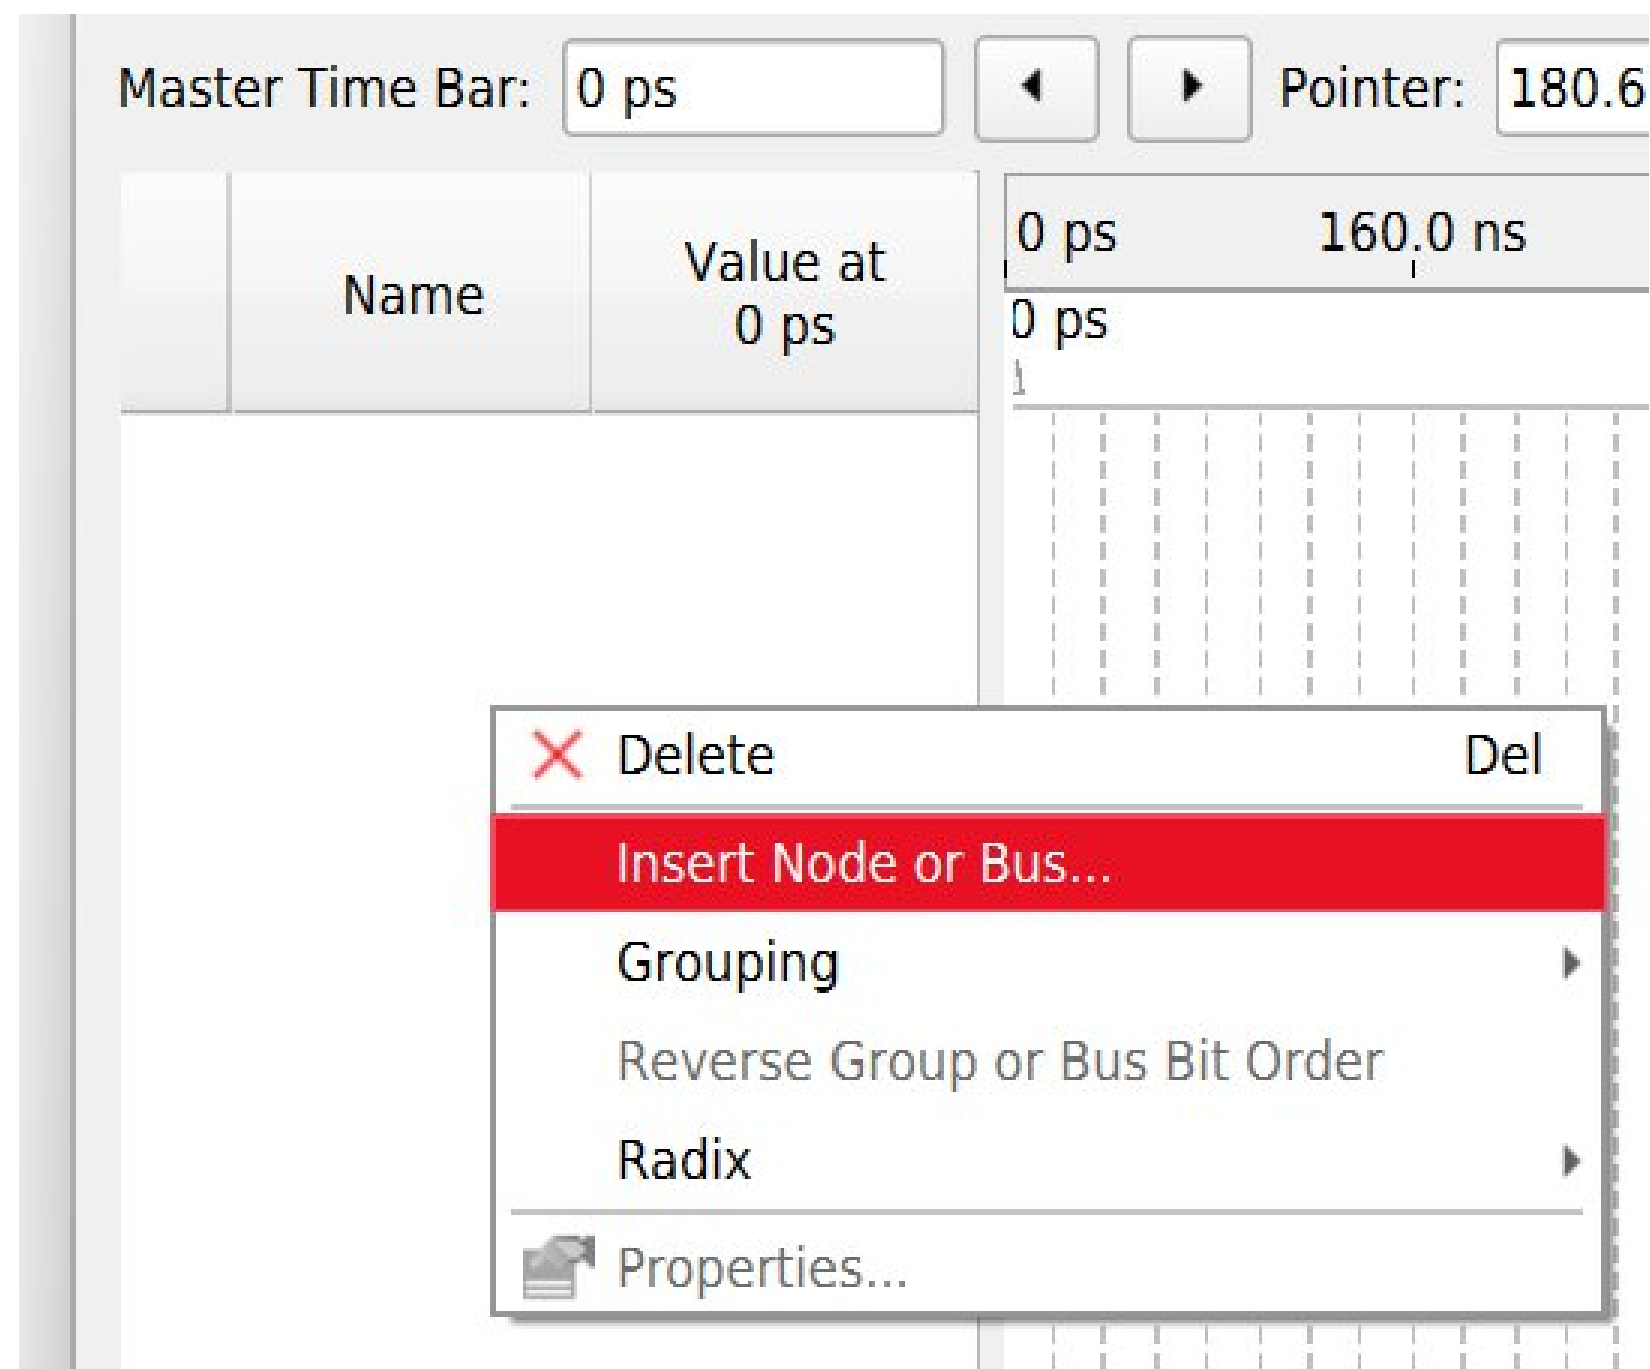 Master Time Bar: 0 ps Pointer: 180.6
Name
Value at
0 ps
0 ps 160.0 ns
0 ps
Delete Del
Insert Node or Bus...
Grouping
Reverse Group or Bus Bit Order
Radix
Properties...